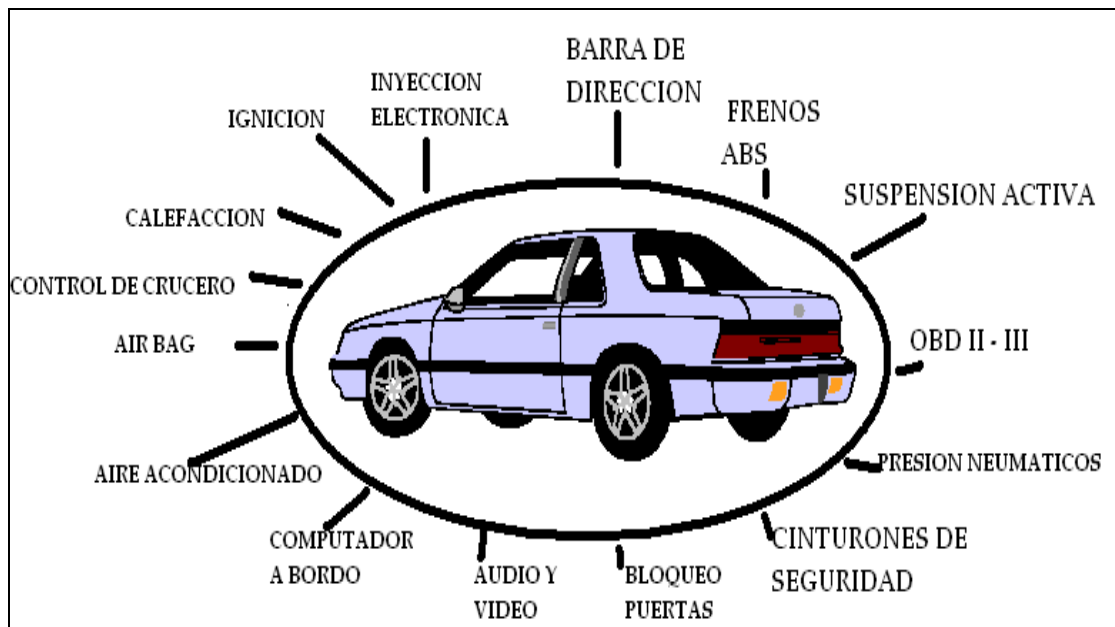 BARRA DE
DIRECCION
INYECCION
ELECTRONICA
IGNICION
FRENOS
ABS
SUSPENSION ACTIVA
CALEFACCION
CONTROL DE CRUCERO
AIR BAG
OBD II - III
AIRE ACONDICIONADO
PRESION NEUMATICOS
COMPUTADOR
A BORDO
AUDIO Y
VIDEO
BLOQUEO
PUERTAS
CINTURONES DE
SEGURIDAD